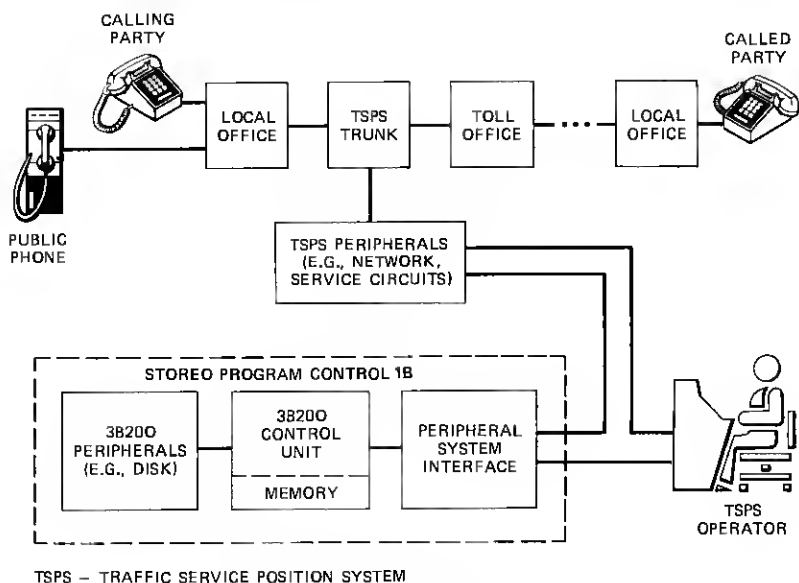 CALLING
PARTY
CALLED
PARTY
LOCAL
OFFICE
TSPS
TRUNK
TOLL
OFFICE
LOCAL
OFFICE
PUBLIC
PHONE
TSPS PERIPHERALS
(E.G., NETWORK,
SERVICE CIRCUITS)
STOREO PROGRAM CONTROL 1B
3B20O
PERIPHERALS
(E.G., DISK)
3B20O
CONTROL
UNIT
MEMORY
PERIPHERAL
SYSTEM
INTERFACE
TSPS
OPERATOR
TSPS – TRAFFIC SERVICE POSITION SYSTEM